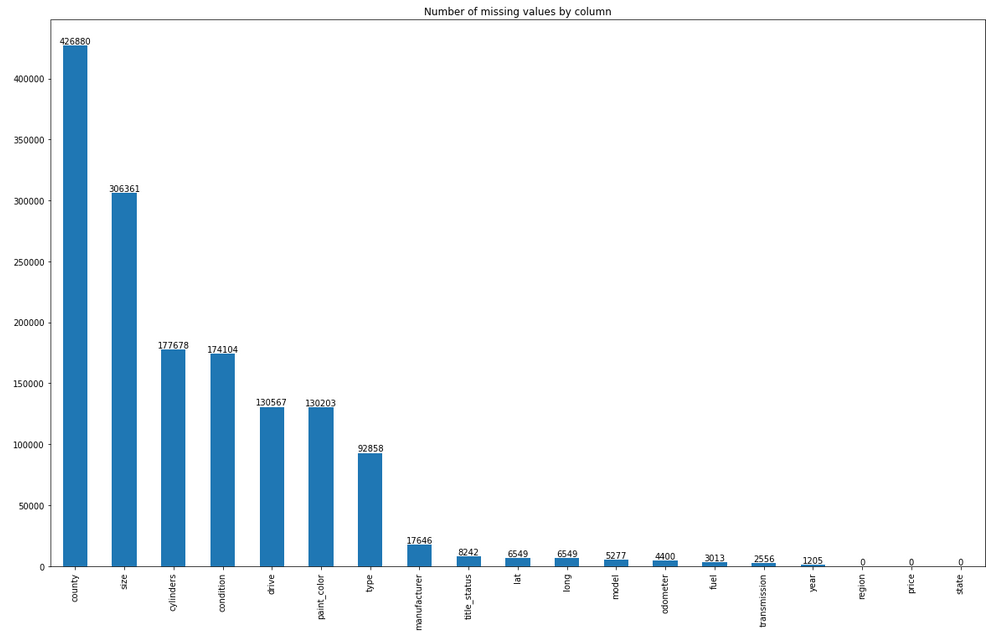 Number of missing values by column
426880
400000
350000
306361
300000
250000
200000
177678
174104
150000
130567
130203
100000
92858
50000
17646
8242
6549
6549
5277
4400
3013
2556
1205
0
0
0
0
county
size
cylinders
condition
drive
paint_color
type
manufacturer
title_status
lat
long
model
odometer
fuel
transmission
year
region
price
state